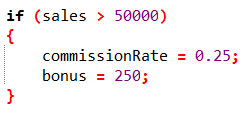 if (sales > 50000)
{
    commissionRate = 0.25;
    bonus = 250;
}